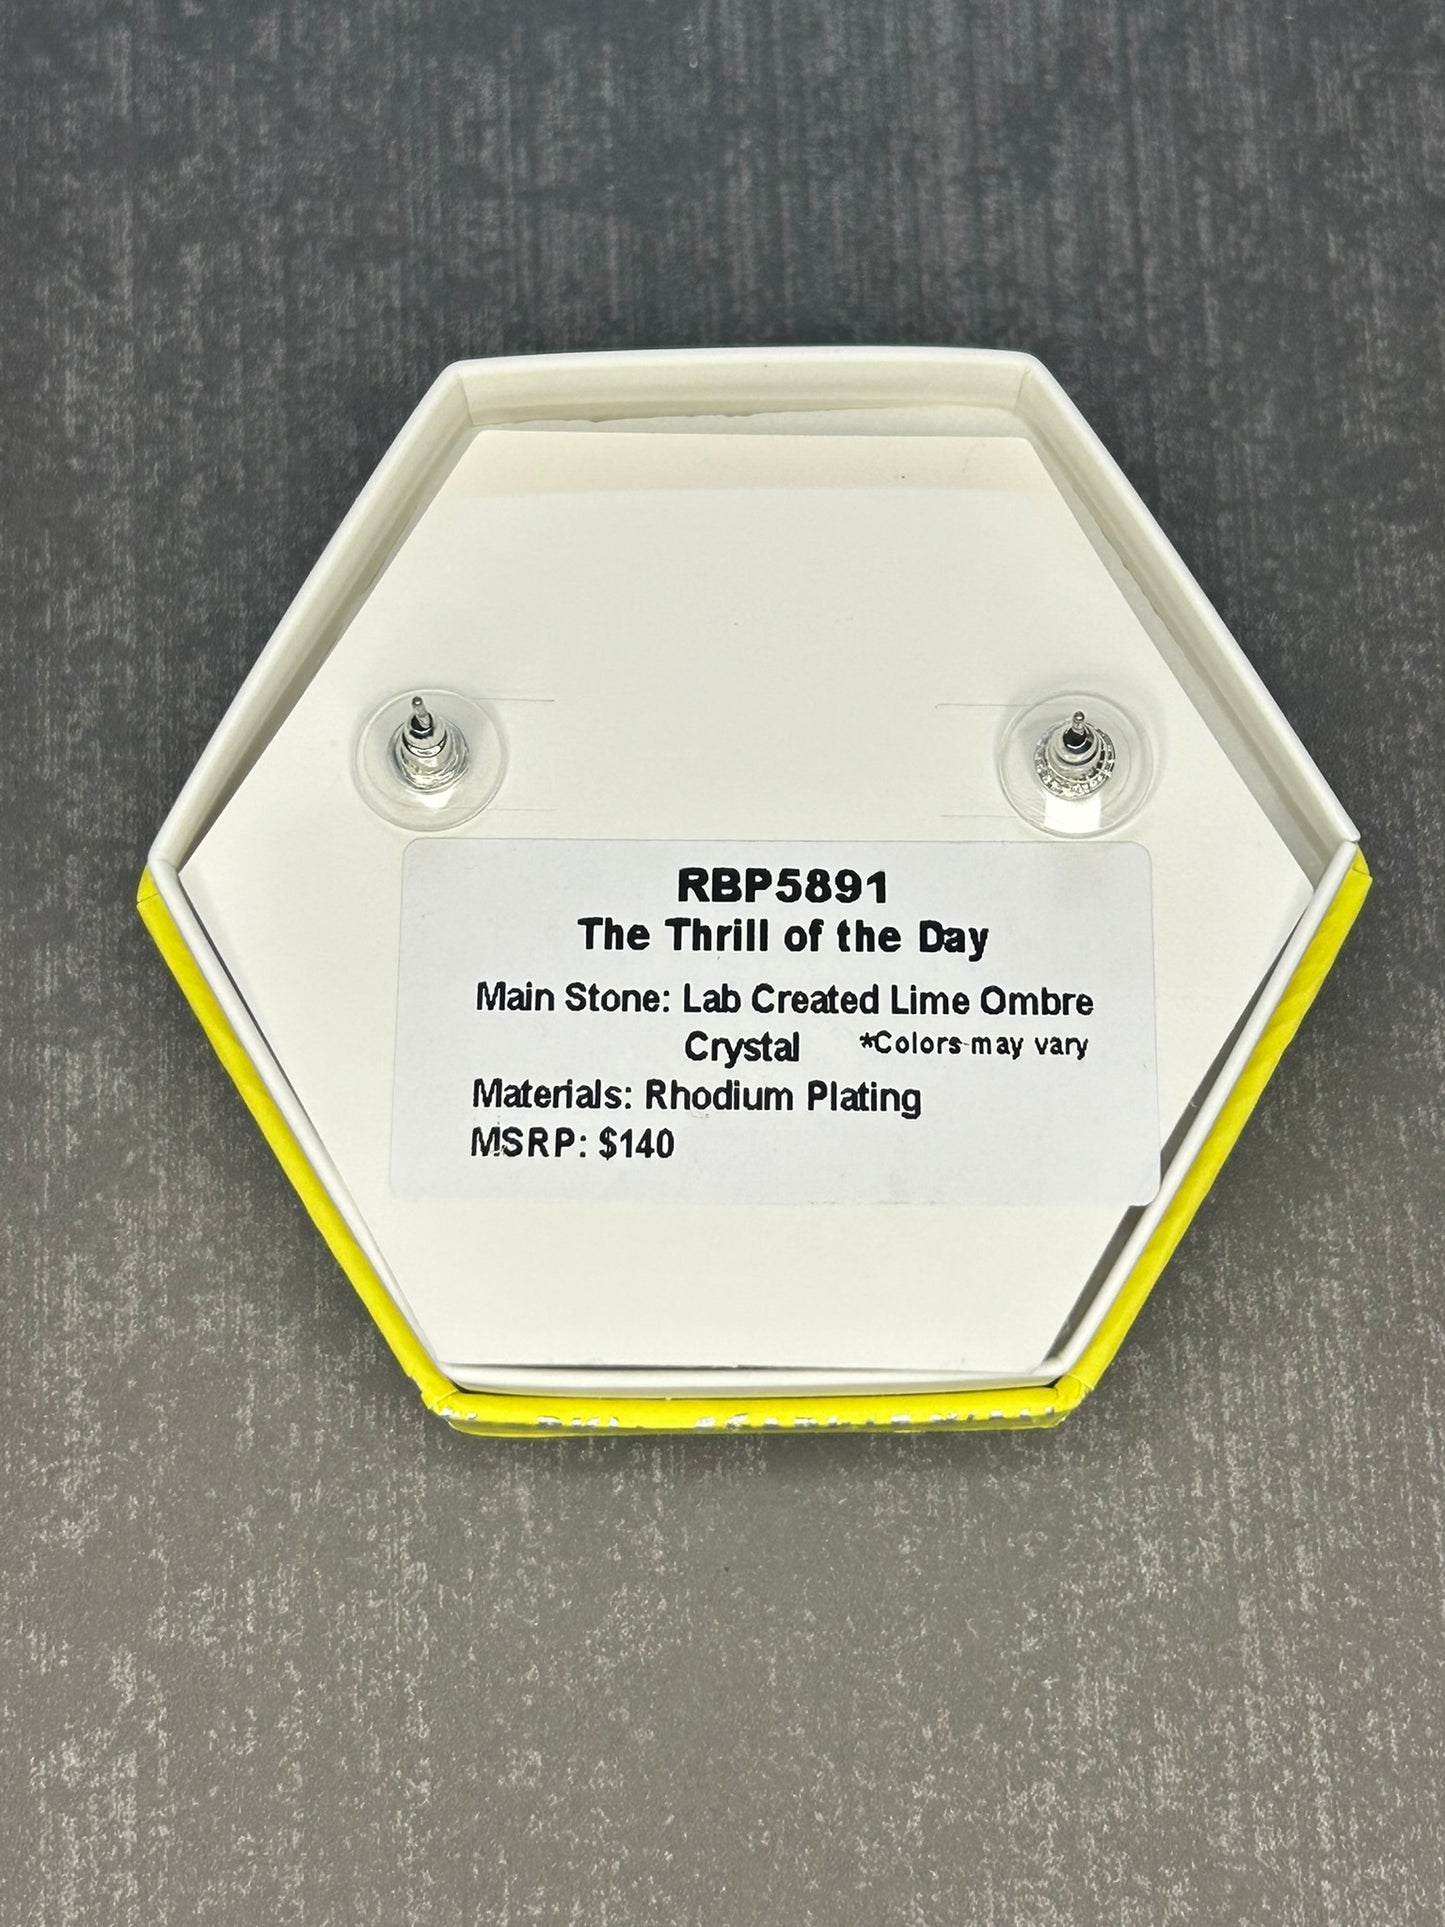 RBP5891
The Thrill of the Day
Main Stone: Lab Created Lime Ombre
Crystal *Colors may vary
Materials: Rhodium Plating
MSRP: $140